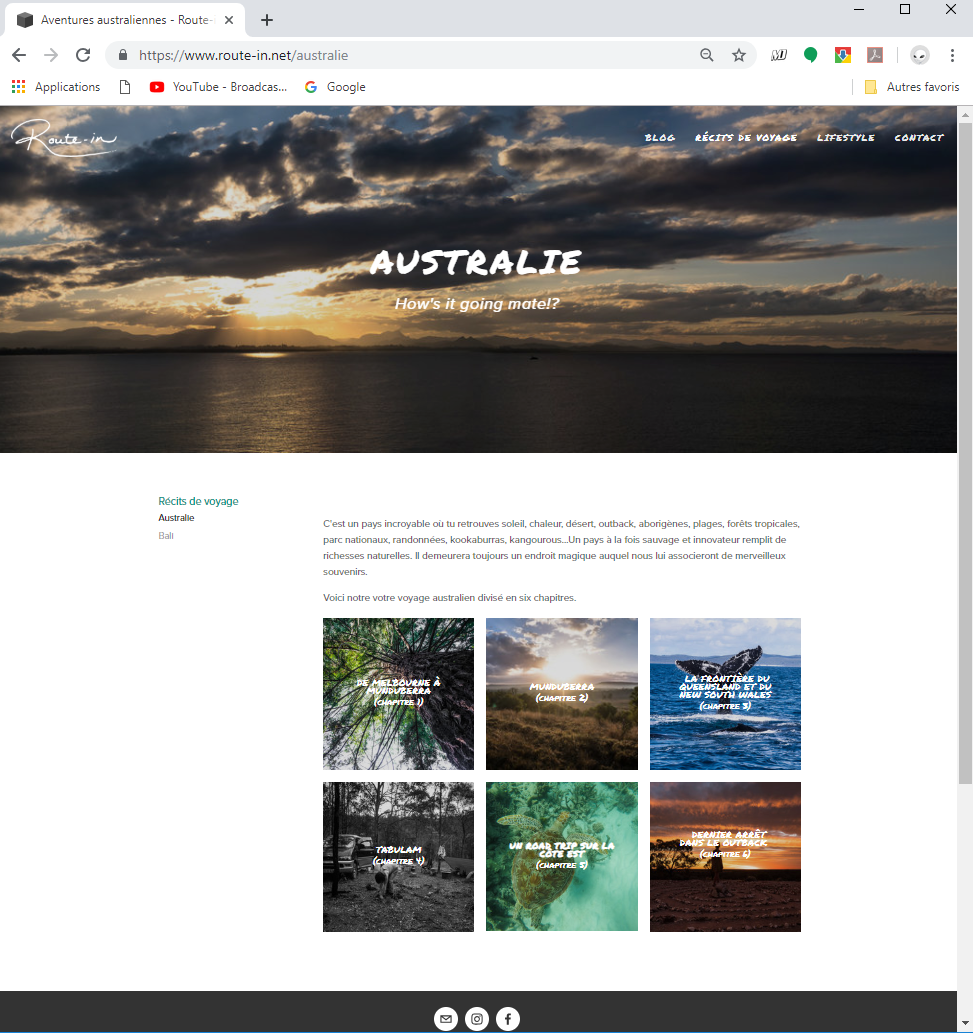 Aventures australiennes - Route-
https://www.route-in.net/australie
Applications
YouTube - Broadcas...
Google
Autres favoris
Route-in
BLOG
RÉCITS DE VOYAGE
LIFESTYLE
CONTACT
AUSTRALIE
How's it going mate!?
Récits de voyage
Australie
Bali
C'est un pays incroyable où tu retrouves soleil, chaleur, désert, outback, aborigènes, plages, forêts tropicales,
parc nationaux, randonnées, kookaburras, kangourous...Un pays à la fois sauvage et innovateur remplit de
richesses naturelles. Il demeurera toujours un endroit magique auquel nous lui associeront de merveilleux
souvenirs.
Voici notre votre voyage australien divisé en six chapitres.
DE MELBOURNE À
MUNDUBERRA
(CHAPITRE 1)
MUNDUBERRA
(CHAPITRE 2)
LA FRONTIÈRE DU
QUEENSLAND ET DU
NEW SOUTH WALES
(CHAPITRE 3)
TABULAM
(CHAPITRE 4)
UN ROAD TRIP SUR LA
CÔTE EST
(CHAPITRE 5)
DERNIER ARRÊT
DANS LE OUTBACK
(CHAPITRE 6)